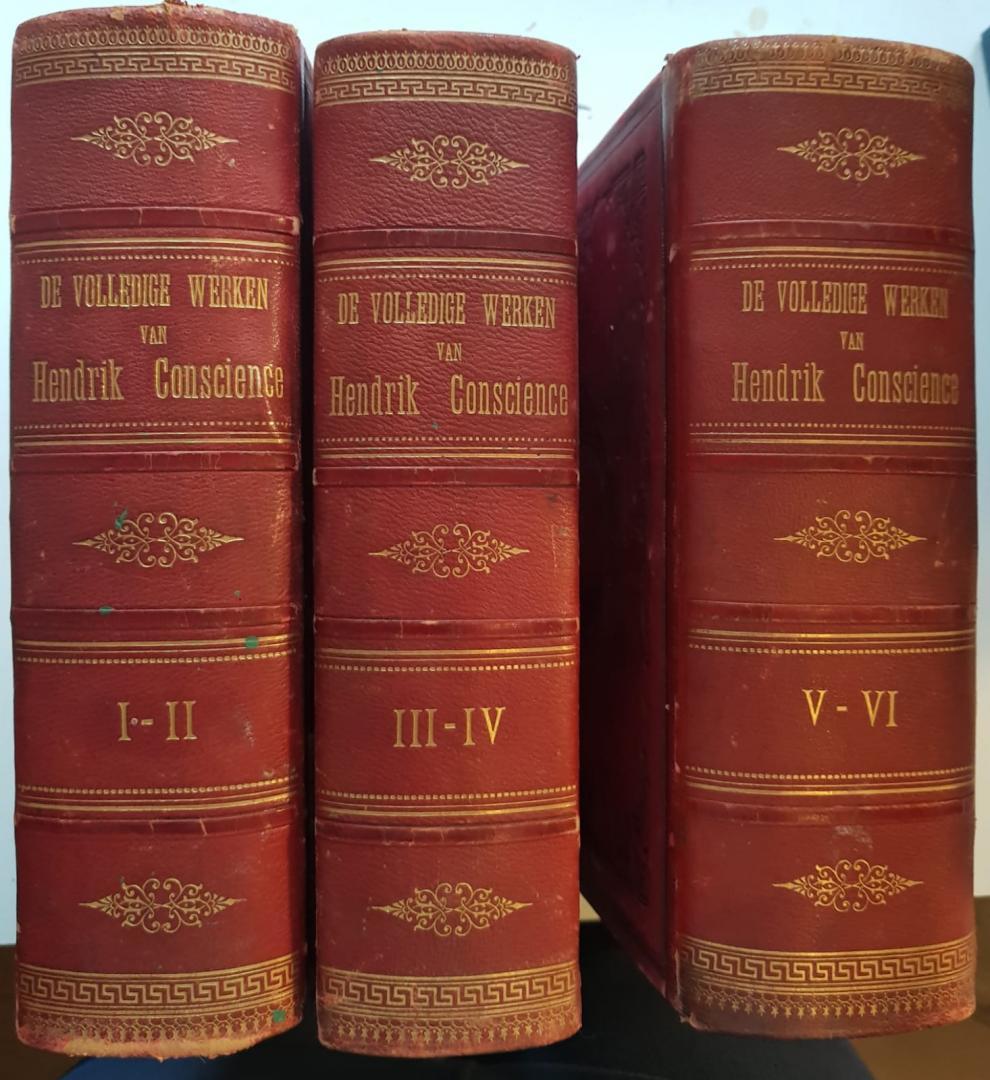 DE VOLLEDIGE WERKEN
VAN
Hendrik Conscience
I-II
DE VOLLEDIGE WERKEN
VAN
Hendrik Conscience
III-IV
DE VOLLEDIGE WERKEN
VAN
Hendrik Conscience
V-VI